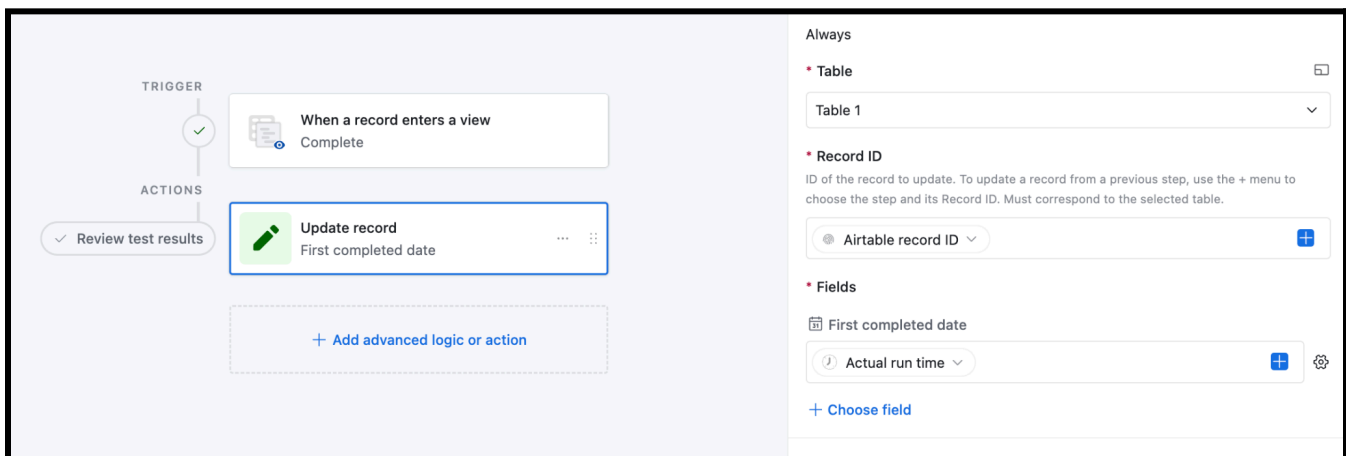 TRIGGER
When a record enters a view
Complete
ACTIONS
Review test results
Update record
First completed date
+ Add advanced logic or action
Always
* Table
Table 1
* Record ID
ID of the record to update. To update a record from a previous step, use the + menu to
choose the step and its Record ID. Must correspond to the selected table.
Airtable record ID
* Fields
31 First completed date
Actual run time
+ Choose field